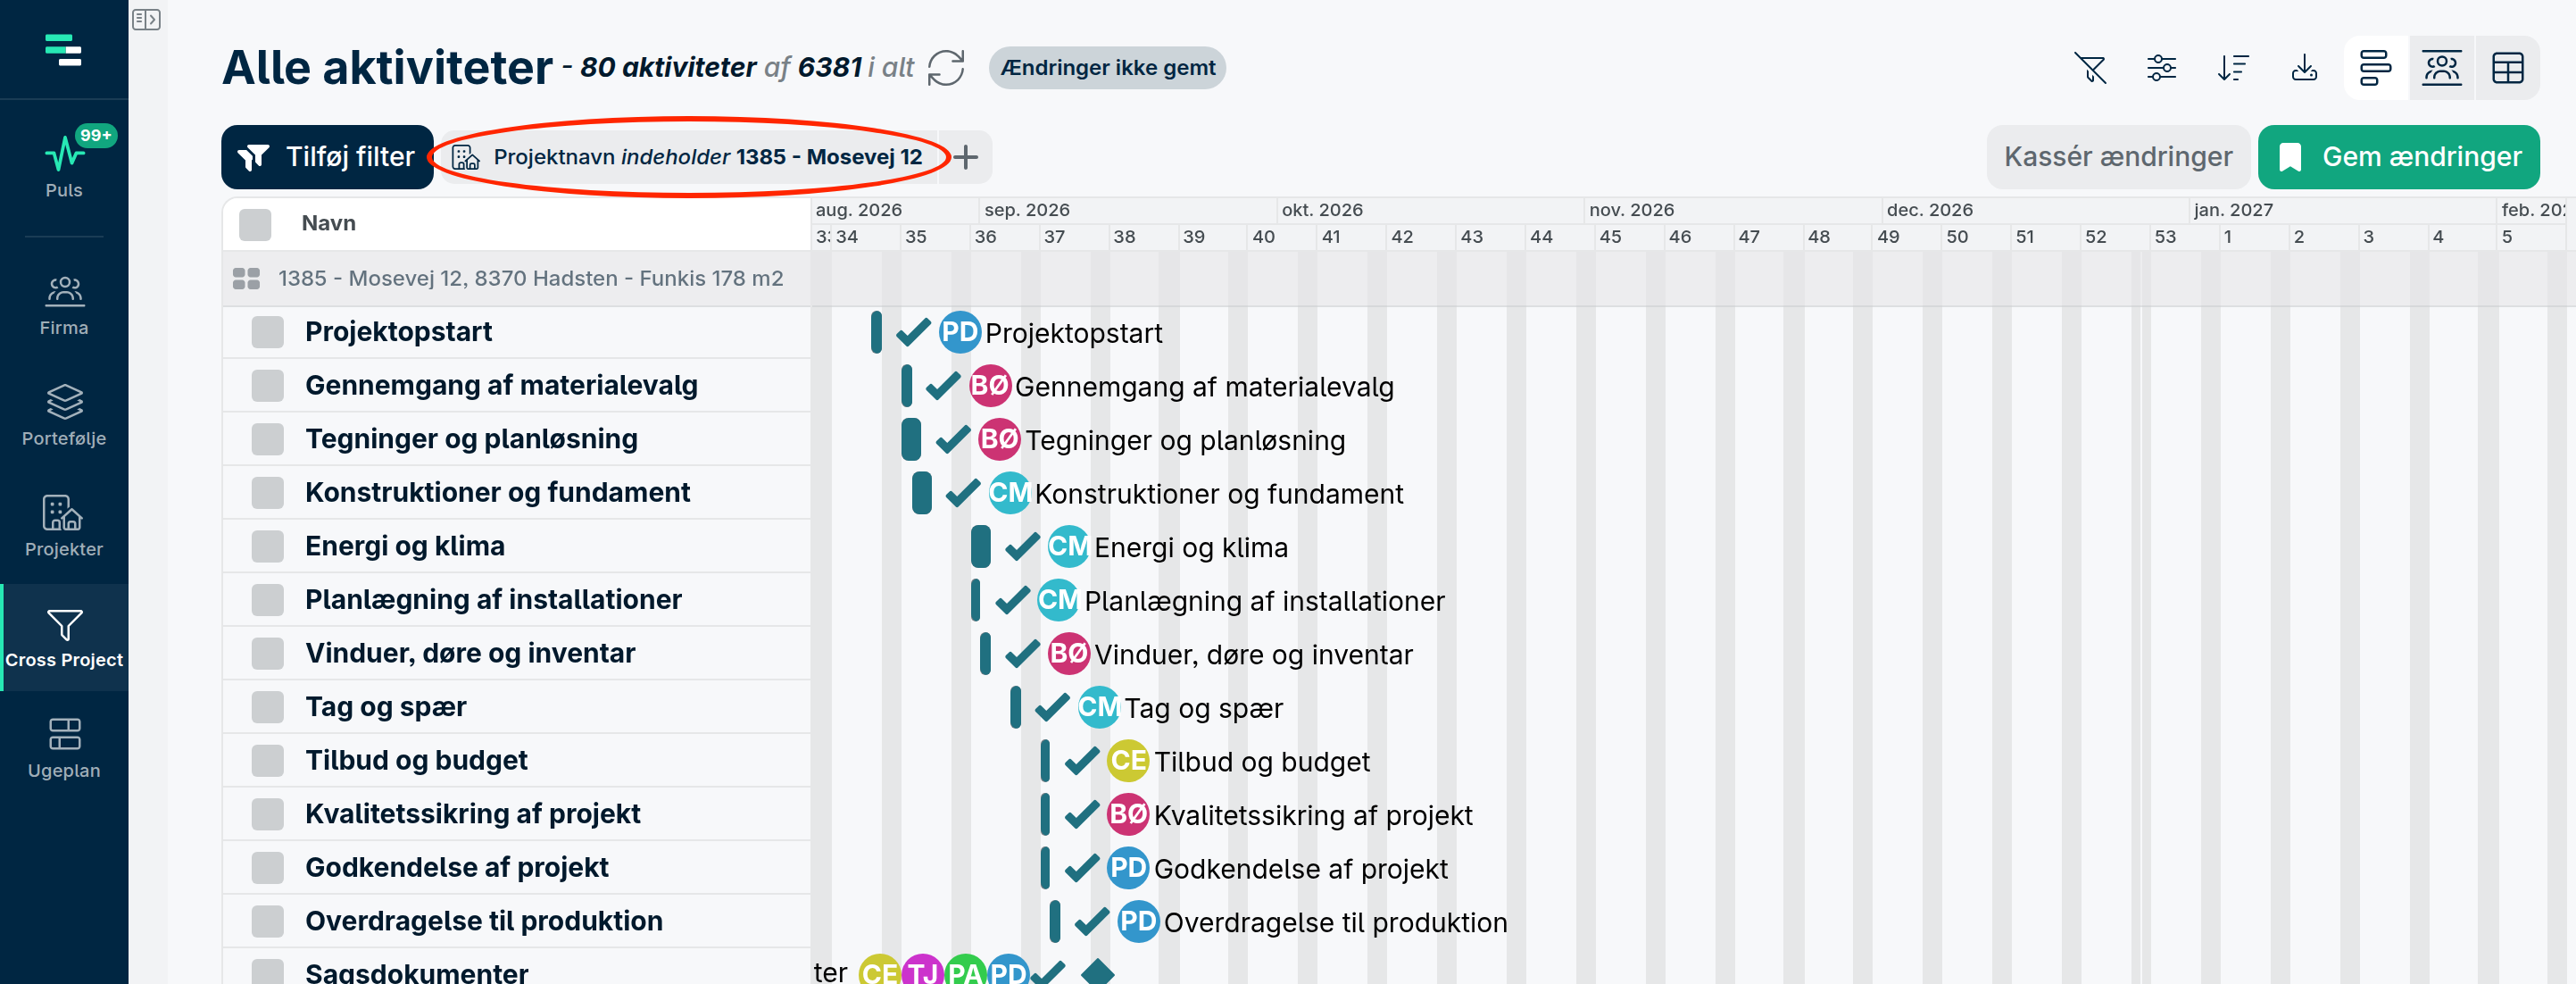 Alle aktiviteter - 80 aktiviteter af 6381 i alt Ændringer ikke gemt
99+
Puls
Firma
Portefølje
Projekter
Cross Project
Ugeplan
Tilføj filter Projektnavn indeholder 1385 - Mosevej 12 Kassér ændringer Gem ændringer
Navn
aug. 2026 sep. 2026 okt. 2026 nov. 2026 dec. 2026 jan. 2027 feb. 20
34 35 36 37 38 39 40 41 42 43 44 45 46 47 48 49 50 51 52 53 1 2 3 4 5
1385 - Mosevej 12, 8370 Hadsten - Funkis 178 m2
Projektopstart PD Projektopstart
Gennemgang af materialevalg BØ Gennemgang af materialevalg
Tegninger og planløsning BØ Tegninger og planløsning
Konstruktioner og fundament CM Konstruktioner og fundament
Energi og klima CM Energi og klima
Planlægning af installationer CM Planlægning af installationer
Vinduer, døre og inventar BØ Vinduer, døre og inventar
Tag og spær CM Tag og spær
Tilbud og budget CE Tilbud og budget
Kvalitetssikring af projekt BØ Kvalitetssikring af projekt
Godkendelse af projekt PD Godkendelse af projekt
Overdragelse til produktion PD Overdragelse til produktion
Sagsdokumenter ter CE TJ PA PD